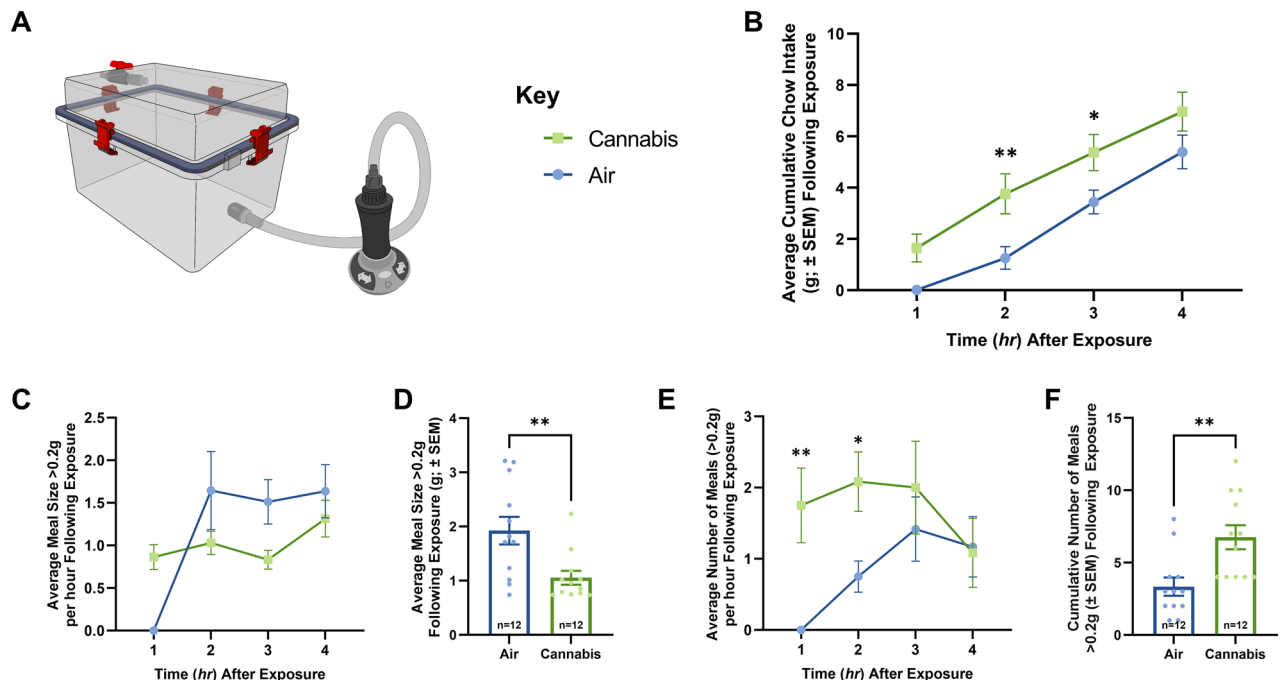 A
Key
Cannabis
Air
B
Average Cumulative Chow Intake
(g; ± SEM) Following Exposure
10
8
6
4
2
0
**
*
1 2 3 4
Time (hr) After Exposure
C
Average Meal Size >0.2g
per hour Following Exposure
2.5
2.0
1.5
1.0
0.5
0.0
1 2 3 4
Time (hr) After Exposure
D
Average Meal Size >0.2g
Following Exposure (g; ± SEM)
4
3
2
1
0
**
n=12 n=12
Air Cannabis
E
Average Number of Meals (>0.2g)
per hour Following Exposure
3
2
1
0
**
*
1 2 3 4
Time (hr) After Exposure
F
Cumulative Number of Meals
>0.2g (± SEM) Following Exposure
15
10
5
0
**
n=12 n=12
Air Cannabis